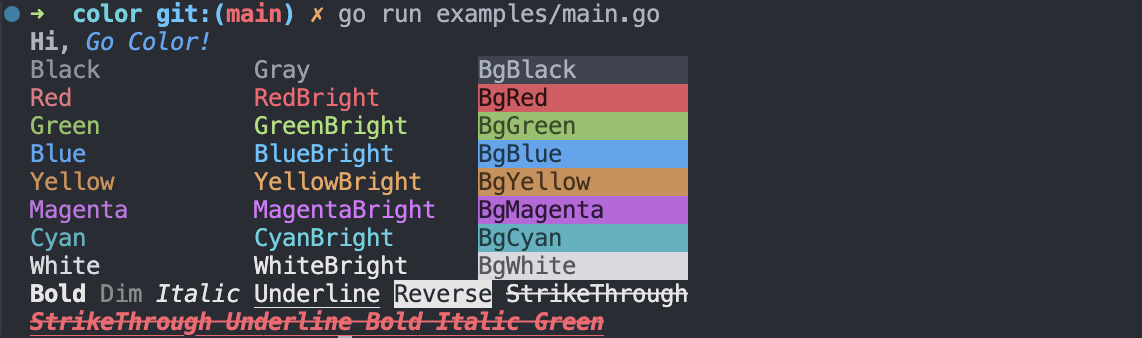 ➜ color git:(main) ✗ go run examples/main.go
Hi, Go Color!
Black Gray BgBlack
Red RedBright BgRed
Green GreenBright BgGreen
Blue BlueBright BgBlue
Yellow YellowBright BgYellow
Magenta MagentaBright BgMagenta
Cyan CyanBright BgCyan
White WhiteBright BgWhite
Bold Dim Italic Underline Reverse StrikeThrough
StrikeThrough Underline Bold Italic Green